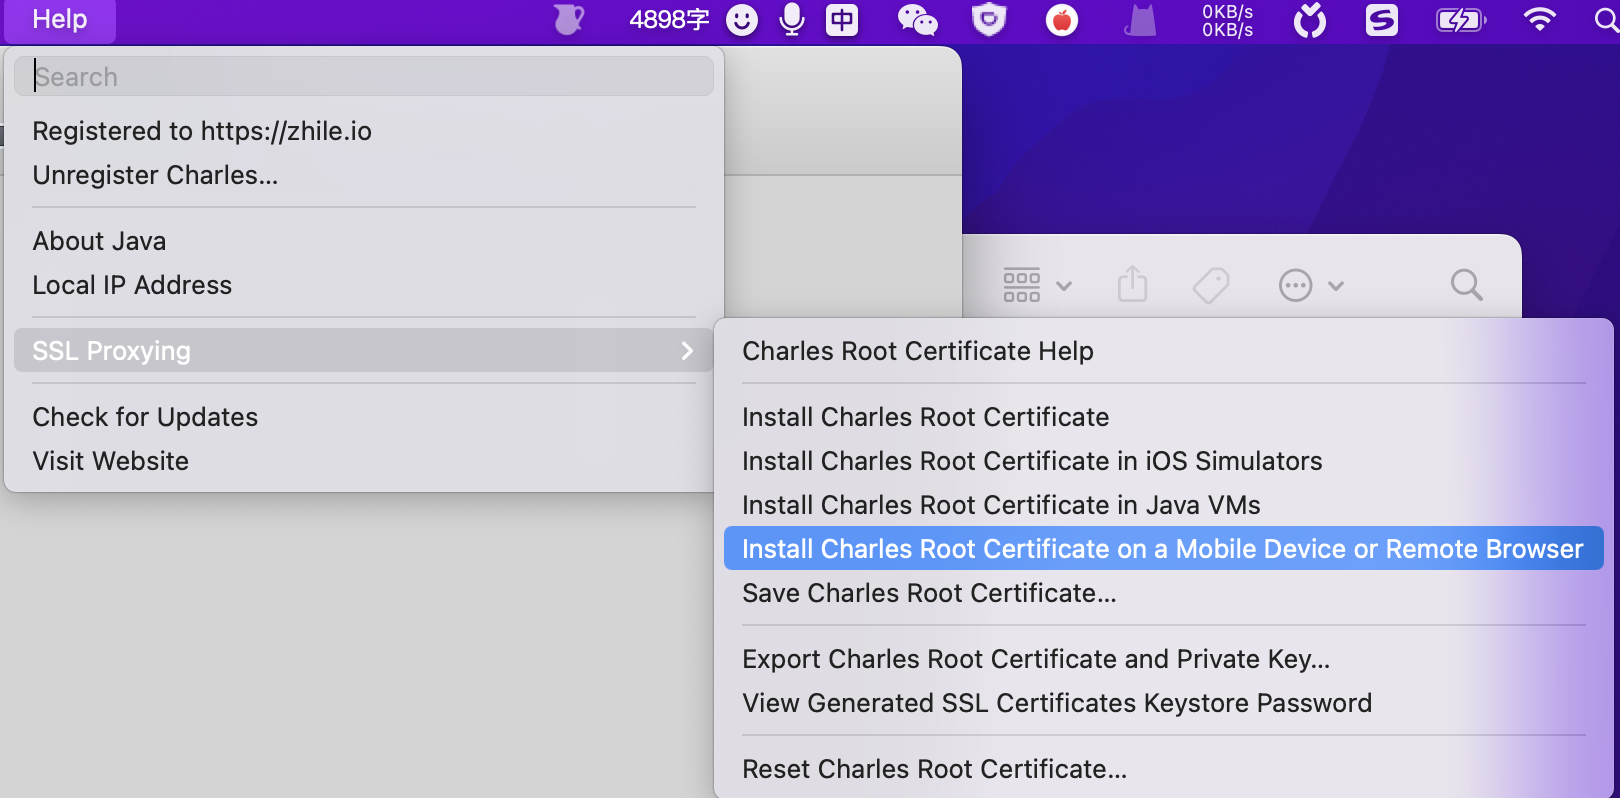 Help
4898字
中
0KB/s
0KB/s
S
Search
Registered to https://zhile.io
Unregister Charles...
About Java
Local IP Address
SSL Proxying
Check for Updates
Visit Website
Charles Root Certificate Help
Install Charles Root Certificate
Install Charles Root Certificate in iOS Simulators
Install Charles Root Certificate in Java VMs
Install Charles Root Certificate on a Mobile Device or Remote Browser
Save Charles Root Certificate...
Export Charles Root Certificate and Private Key...
View Generated SSL Certificates Keystore Password
Reset Charles Root Certificate...